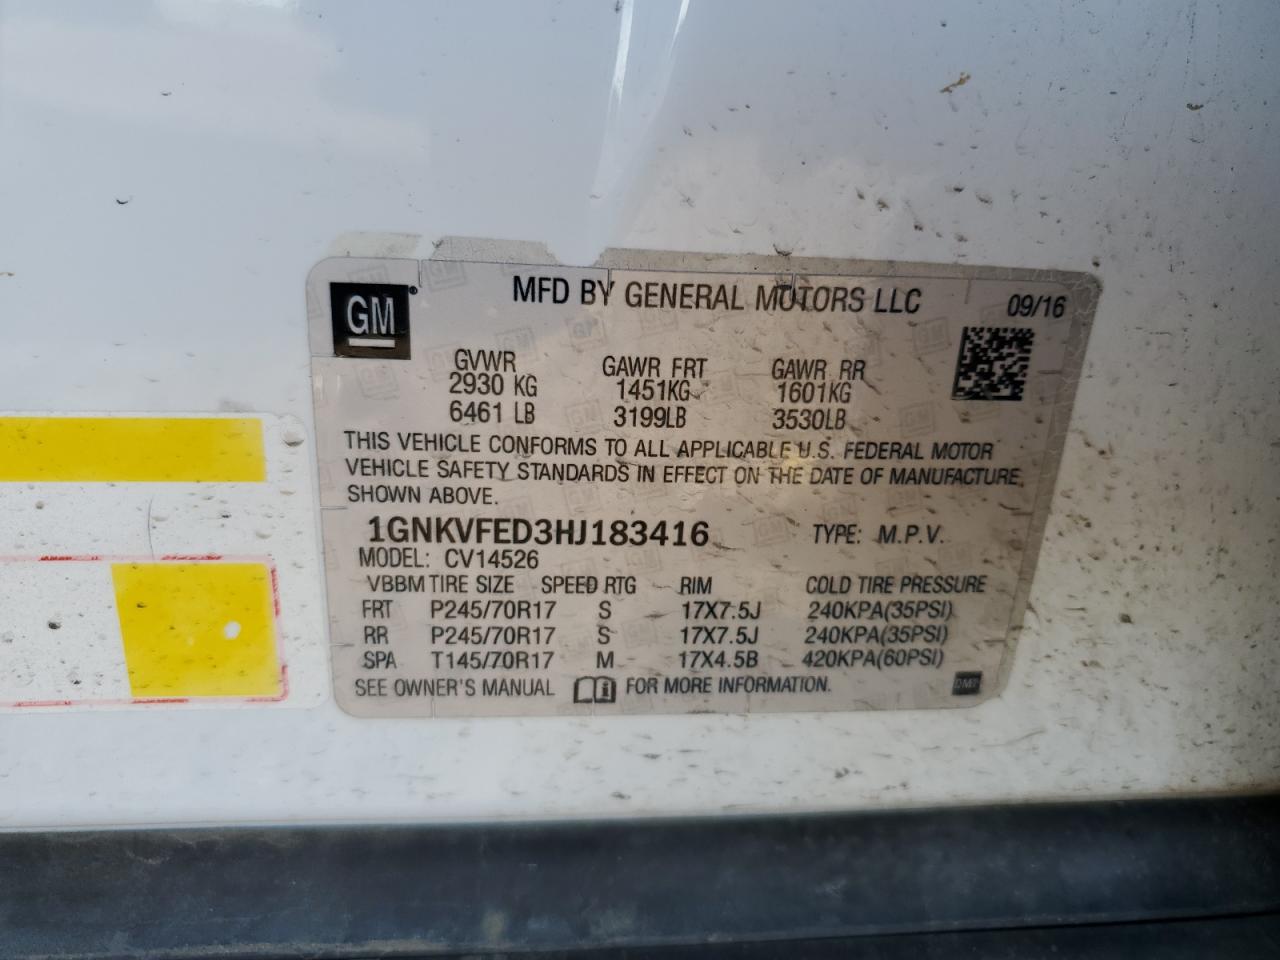 GM
MFD BY GENERAL MOTORS LLC 09/16
GVWR GAWR FRT GAWR RR
2930 KG 1451KG 1601KG
6461 LB 3199LB 3530LB
THIS VEHICLE CONFORMS TO ALL APPLICABLE U.S. FEDERAL MOTOR
VEHICLE SAFETY STANDARDS IN EFFECT ON THE DATE OF MANUFACTURE
SHOWN ABOVE.
1GNKVFED3HJ183416 TYPE: M.P.V.
MODEL: CV14526
VBBM TIRE SIZE SPEED RTG RIM COLD TIRE PRESSURE
FRT P245/70R17 S 17X7.5J 240KPA(35PSI)
RR P245/70R17 S 17X7.5J 240KPA(35PSI)
SPA T145/70R17 M 17X4.5B 420KPA(60PSI)
SEE OWNER'S MANUAL FOR MORE INFORMATION.